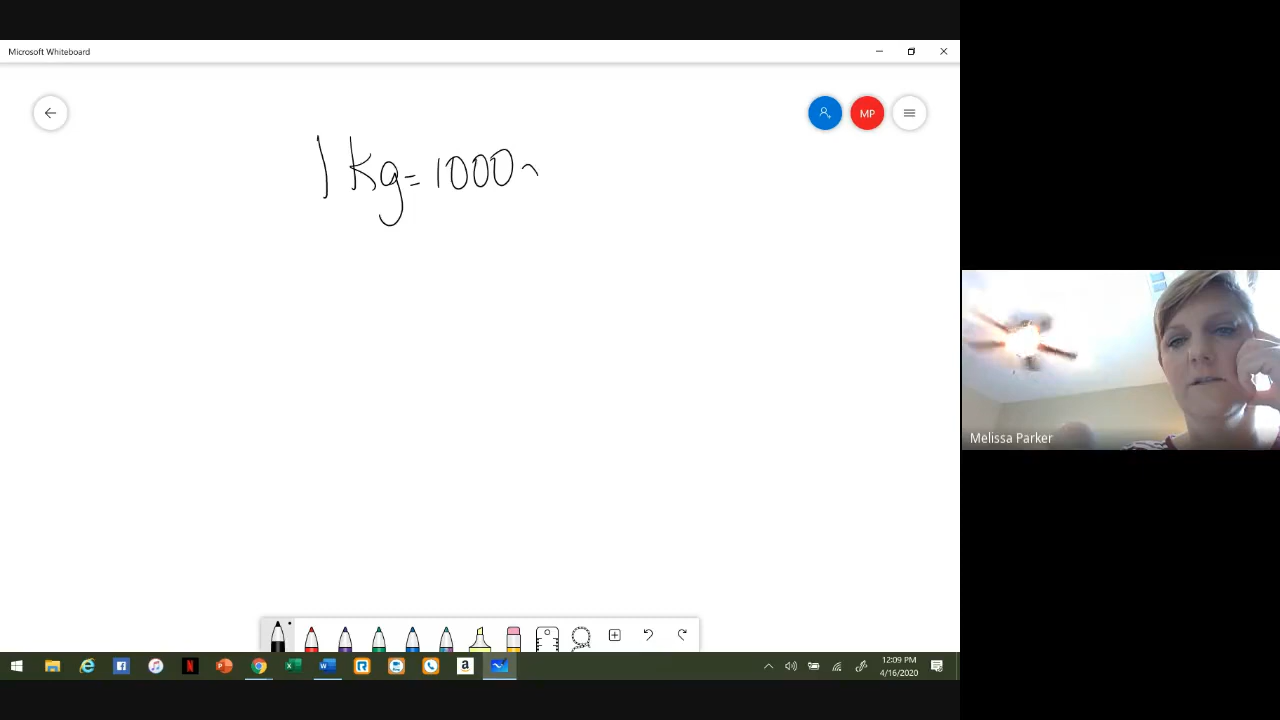 Microsoft Whiteboard
MP
1 kg = 1000
Melissa Parker
12:09 PM
4/16/2020